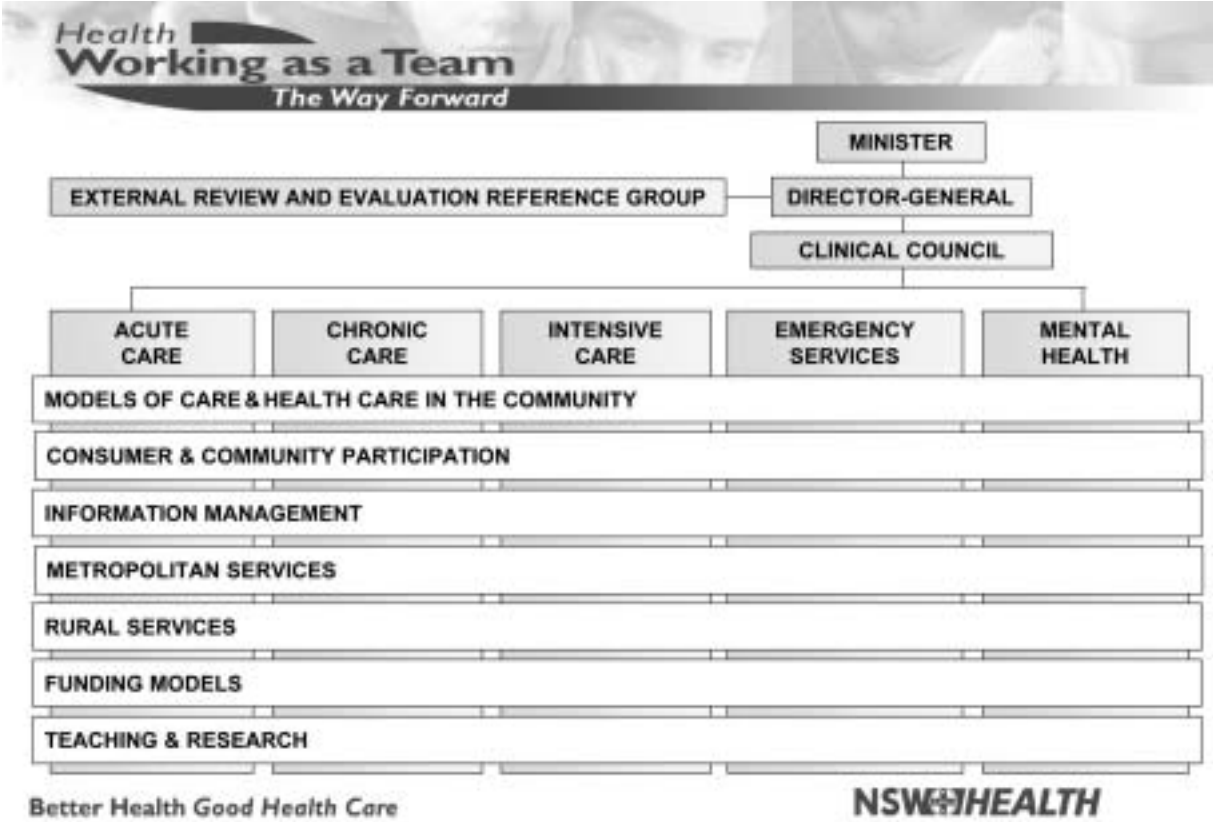 Health
Working as a Team
The Way Forward
MINISTER
EXTERNAL REVIEW AND EVALUATION REFERENCE GROUP
DIRECTOR-GENERAL
CLINICAL COUNCIL
ACUTE
CARE
CHRONIC
CARE
INTENSIVE
CARE
EMERGENCY
SERVICES
MENTAL
HEALTH
MODELS OF CARE & HEALTH CARE IN THE COMMUNITY
CONSUMER & COMMUNITY PARTICIPATION
INFORMATION MANAGEMENT
METROPOLITAN SERVICES
RURAL SERVICES
FUNDING MODELS
TEACHING & RESEARCH
Better Health Good Health Care
NSW HEALTH